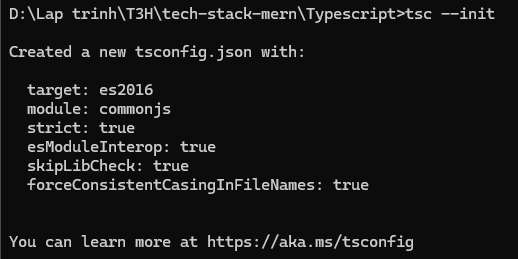 D:\Lap trinh\T3H\tech-stack-mern\Typescript>tsc --init
Created a new tsconfig.json with:
target: es2016
module: commonjs
strict: true
esModuleInterop: true
skipLibCheck: true
forceConsistentCasingInFileNames: true
You can learn more at https://aka.ms/tsconfig